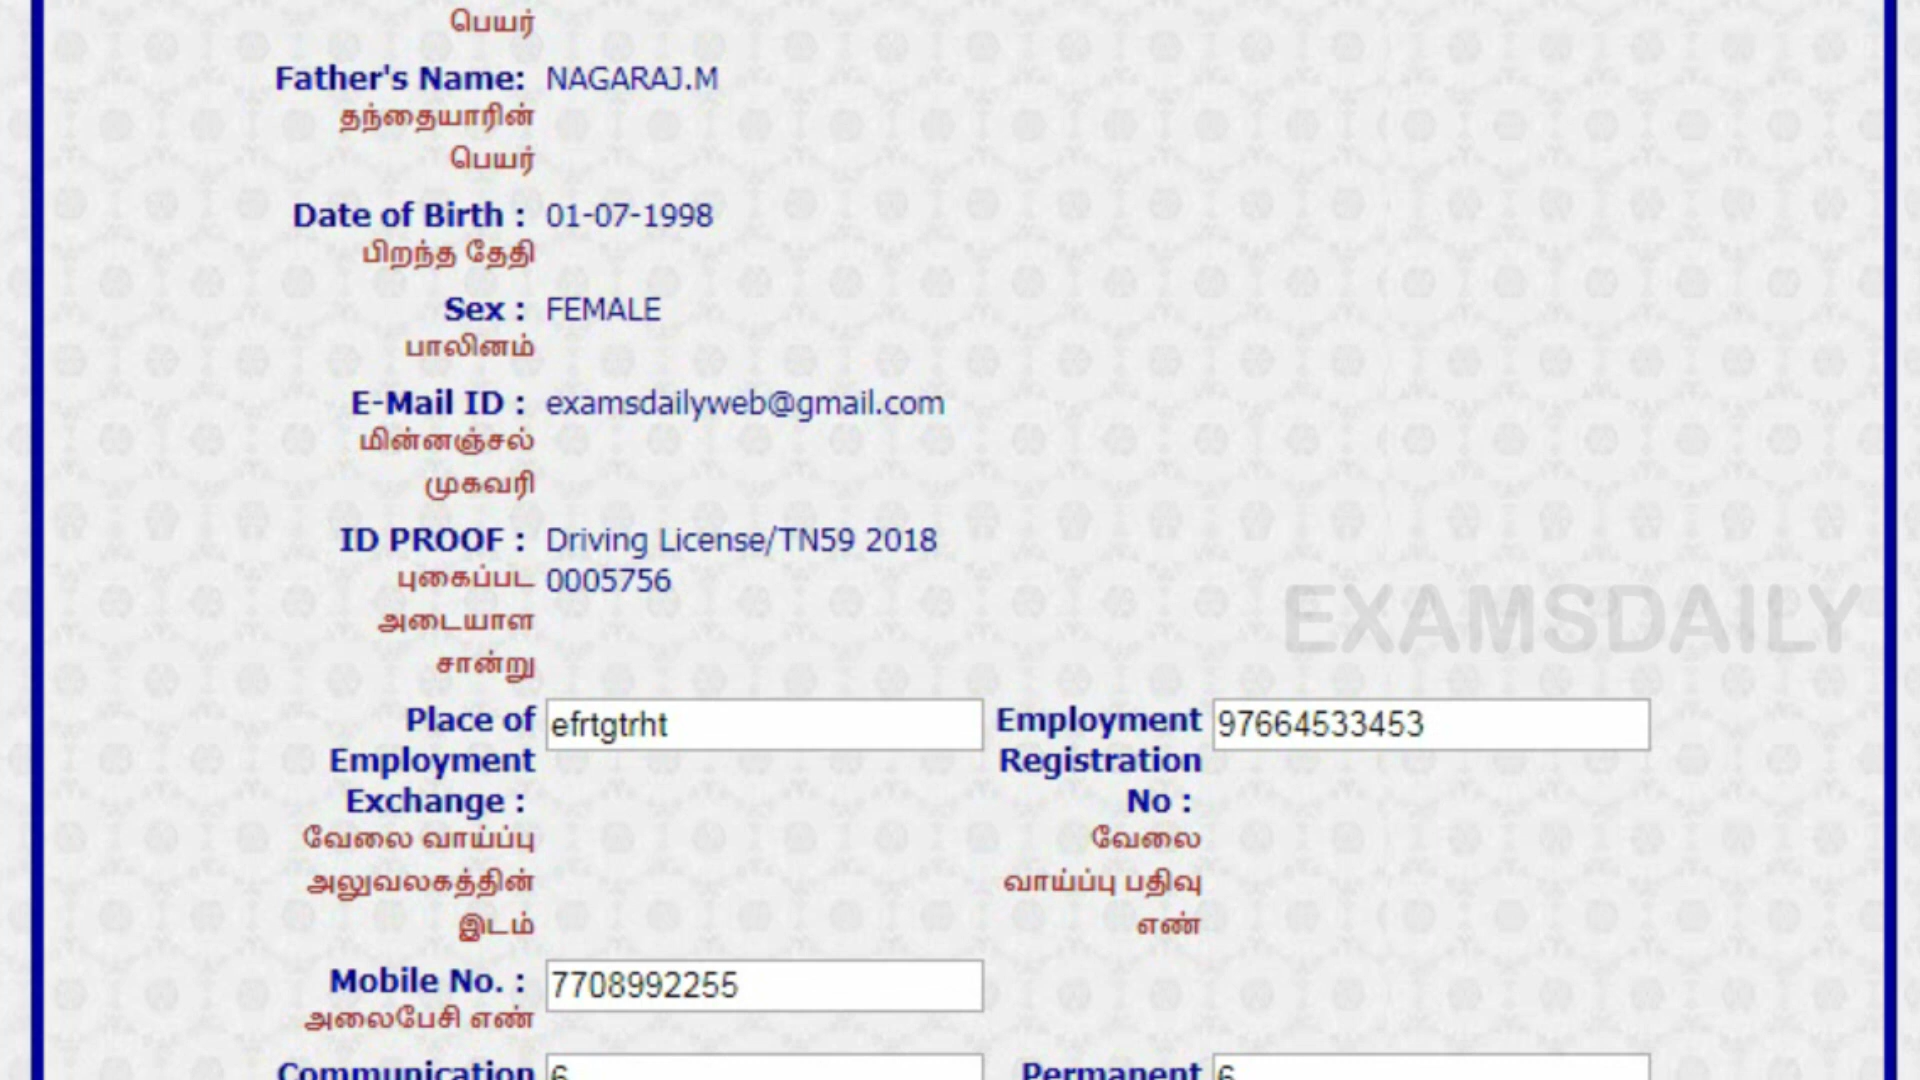 பெயர்
Father's Name: NAGARAJ.M
தந்தையாரின்
பெயர்
Date of Birth : 01-07-1998
பிறந்த தேதி
Sex : FEMALE
பாலினம்
E-Mail ID : examsdailyweb@gmail.com
மின்னஞ்சல்
முகவரி
ID PROOF : Driving License/TN59 2018
புகைப்பட 0005756
அடையாள
சான்று
EXAMSDAILY
Place of efrtgtrht Employment 97664533453
Employment Registration
Exchange : No :
வேலை வாய்ப்பு வேலை
அலுவலகத்தின் வாய்ப்பு பதிவு
இடம் எண்
Mobile No. : 7708992255
அலைபேசி எண்
Communication 6 Permanent 6